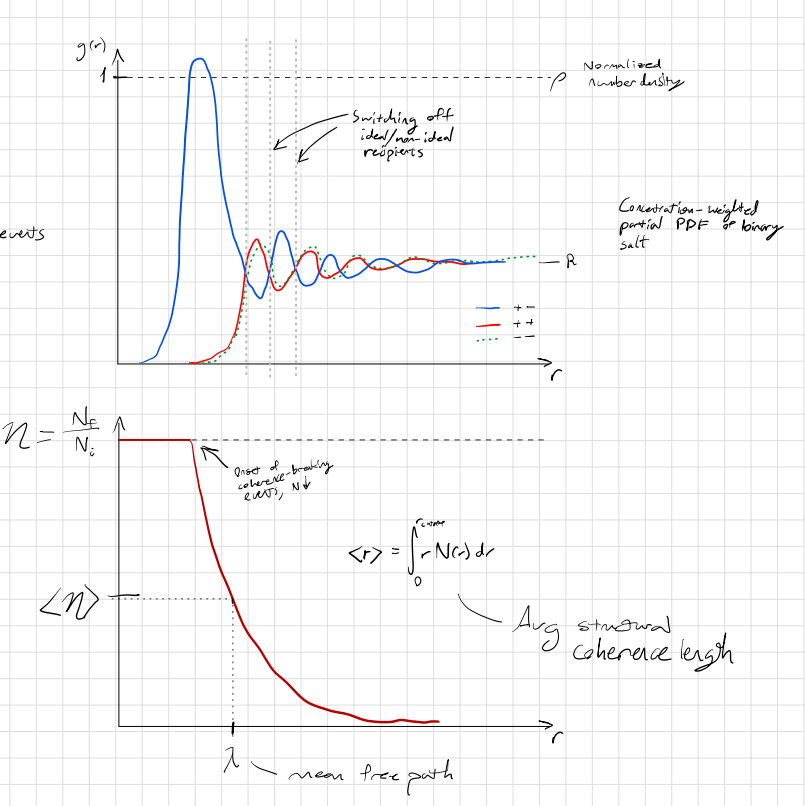 g(r)
1
ρ
Normalized
number density
Switching off
ideal/non-ideal
recipients
events
Concentration-weighted
partial PDF of binary
salt
R
+ -
+ +
- -
r
η = N_F / N_i
Onset of
coherence-breaking
events, N↓
<r> = ∫₀ r N(r) dr
<η>
Avg structural
coherence length
r
λ
mean free path